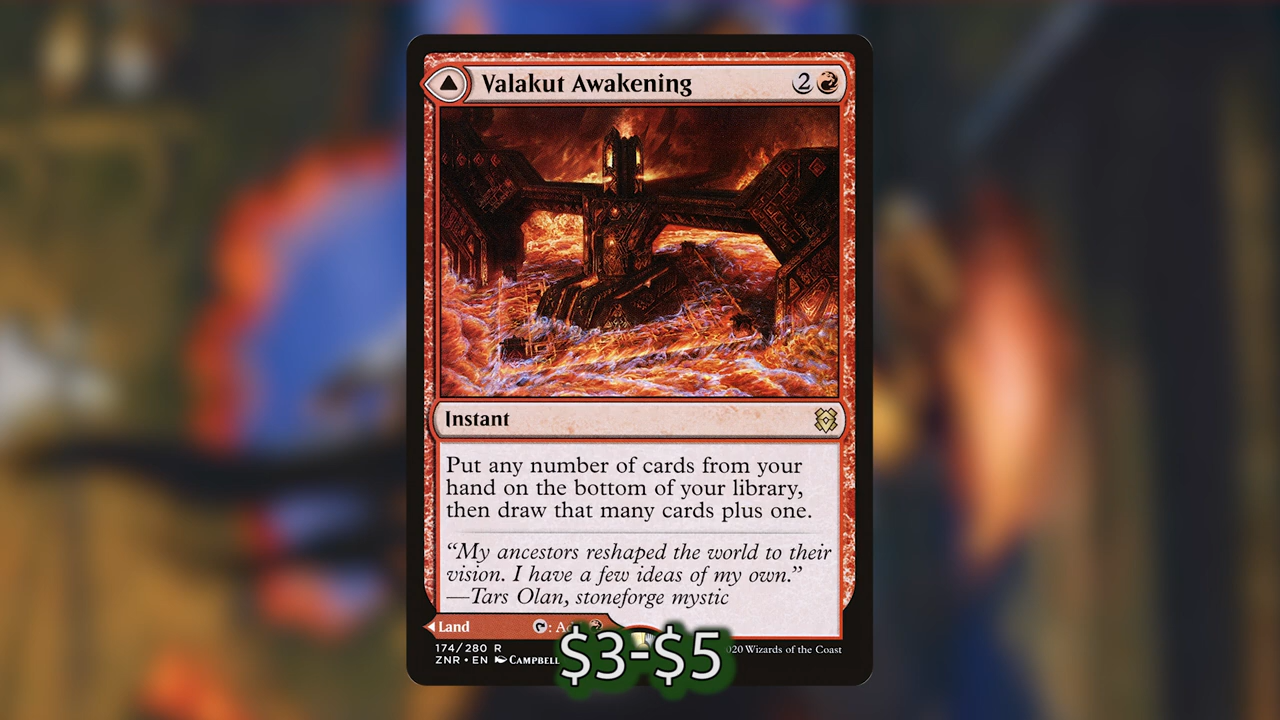 Valakut Awakening 2
Instant
Put any number of cards from your
hand on the bottom of your library,
then draw that many cards plus one.
“My ancestors reshaped the world to their
vision. I have a few ideas of my own.”
—Tars Olan, stoneforge mystic
Land
174/280 R
ZNR • EN
Wizards of the Coast
$3-$5